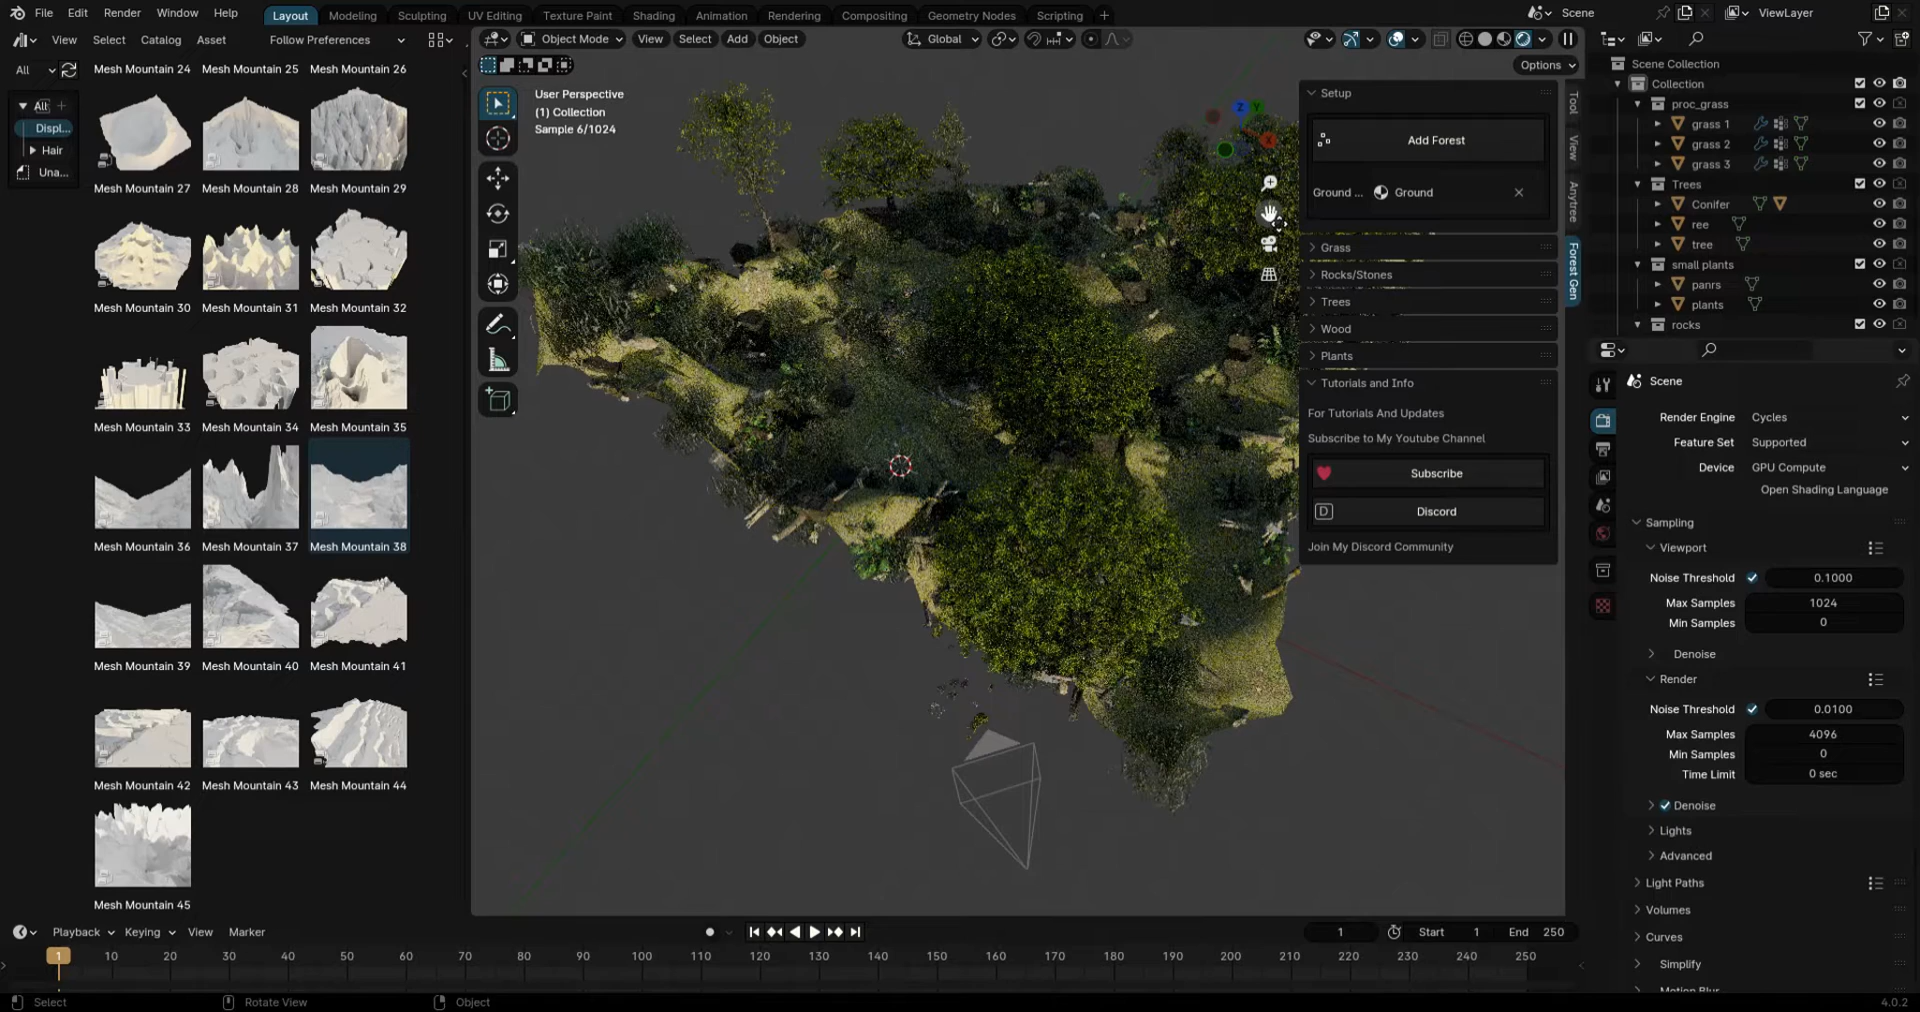 File Edit Render Window Help
Layout Modeling Sculpting UV Editing Texture Paint Shading Animation Rendering Compositing Geometry Nodes Scripting +
Scene
ViewLayer
View Select Catalog Asset Follow Preferences
Object Mode View Select Add Object
Global
Options
All
All +
Displ...
Hair
Una...
Mesh Mountain 24 Mesh Mountain 25 Mesh Mountain 26
Mesh Mountain 27 Mesh Mountain 28 Mesh Mountain 29
Mesh Mountain 30 Mesh Mountain 31 Mesh Mountain 32
Mesh Mountain 33 Mesh Mountain 34 Mesh Mountain 35
Mesh Mountain 36 Mesh Mountain 37 Mesh Mountain 38
Mesh Mountain 39 Mesh Mountain 40 Mesh Mountain 41
Mesh Mountain 42 Mesh Mountain 43 Mesh Mountain 44
Mesh Mountain 45
User Perspective
(1) Collection
Sample 6/1024
Z Y
X
Setup
Add Forest
Ground ... Ground
Grass
Rocks/Stones
Trees
Wood
Plants
Tutorials and Info
For Tutorials And Updates
Subscribe to My Youtube Channel
Subscribe
D Discord
Join My Discord Community
Tool
View
Anytree
Forest Gen
Scene Collection
Collection
proc_grass
grass 1
grass 2
grass 3
Trees
Conifer
ree
tree
small plants
panrs
plants
rocks
Scene
Render Engine Cycles
Feature Set Supported
Device GPU Compute
Open Shading Language
Sampling
Viewport
Noise Threshold 0.1000
Max Samples 1024
Min Samples 0
Denoise
Render
Noise Threshold 0.0100
Max Samples 4096
Min Samples 0
Time Limit 0 sec
Denoise
Lights
Advanced
Light Paths
Volumes
Curves
Simplify
Motion Blur
Playback Keying View Marker
1 Start 1 End 250
1 10 20 30 40 50 60 70 80 90 100 110 120 130 140 150 160 170 180 190 200 210 220 230 240 250
Select Rotate View Object
4.0.2